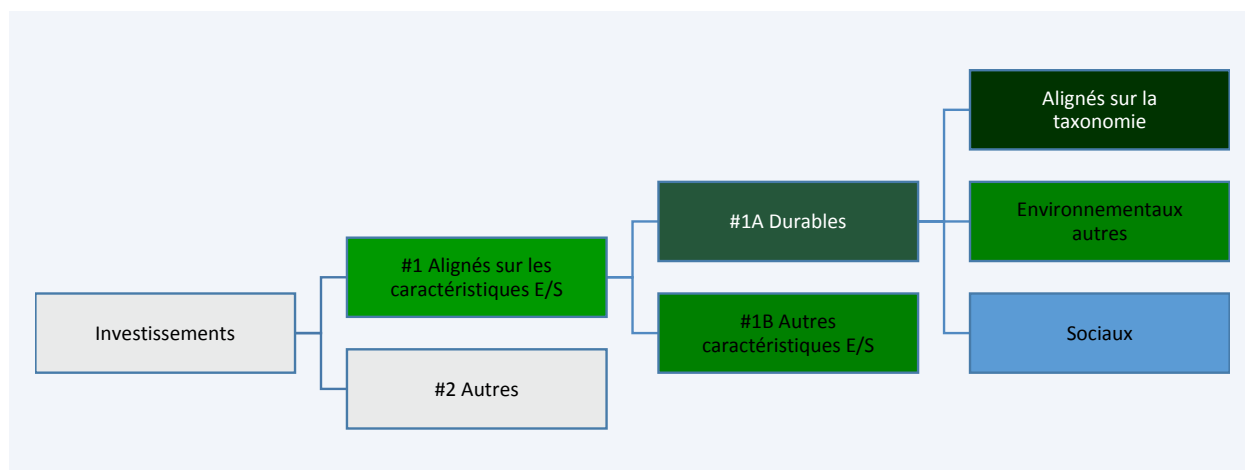 Investissements
#1 Alignés sur les
caractéristiques E/S
#2 Autres
#1A Durables
#1B Autres
caractéristiques E/S
Alignés sur la
taxonomie
Environnementaux
autres
Sociaux